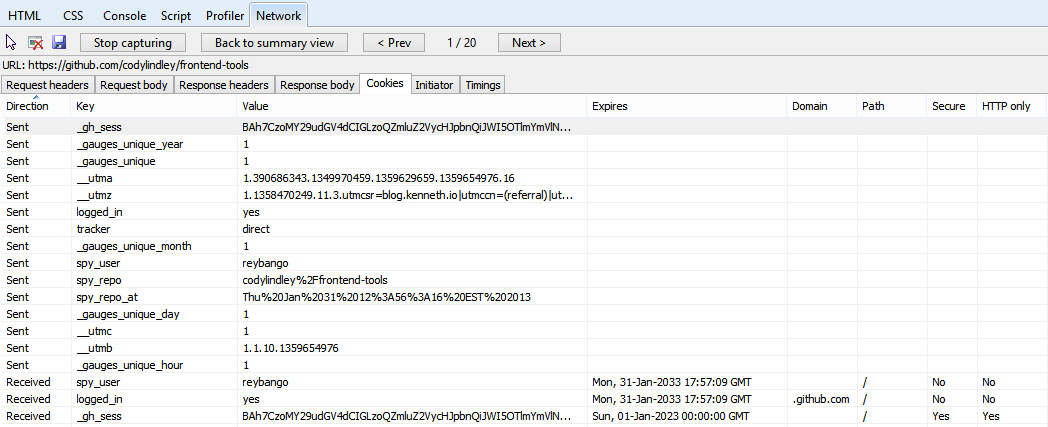 HTML CSS Console Script Profiler Network
Stop capturing Back to summary view < Prev 1 / 20 Next >
URL: https://github.com/codylindley/frontend-tools
Request headers Request body Response headers Response body Cookies Initiator Timings
Direction Key Value Expires Domain Path Secure HTTP only
Sent _gh_sess BAh7CzoMY29udGV4dCIGLzoQZmluZ2VycHJpbnQiJWI5OTlmYmVlN...
Sent _gauges_unique_year 1
Sent _gauges_unique 1
Sent __utma 1.390686343.1349970459.1359629659.1359654976.16
Sent __utmz 1.1358470249.11.3.utmcsr=blog.kenneth.io|utmccn=(referral)|ut...
Sent logged_in yes
Sent tracker direct
Sent _gauges_unique_month 1
Sent spy_user reybango
Sent spy_repo codylindley%2Ffrontend-tools
Sent spy_repo_at Thu%20Jan%2031%2012%3A56%3A16%20EST%202013
Sent _gauges_unique_day 1
Sent __utmc 1
Sent __utmb 1.1.10.1359654976
Sent _gauges_unique_hour 1
Received spy_user reybango Mon, 31-Jan-2033 17:57:09 GMT / No No
Received logged_in yes Mon, 31-Jan-2033 17:57:09 GMT .github.com / No No
Received _gh_sess BAh7CzoMY29udGV4dCIGLzoQZmluZ2VycHJpbnQiJWI5OTlmYmVlN... Sun, 01-Jan-2023 00:00:00 GMT / Yes Yes